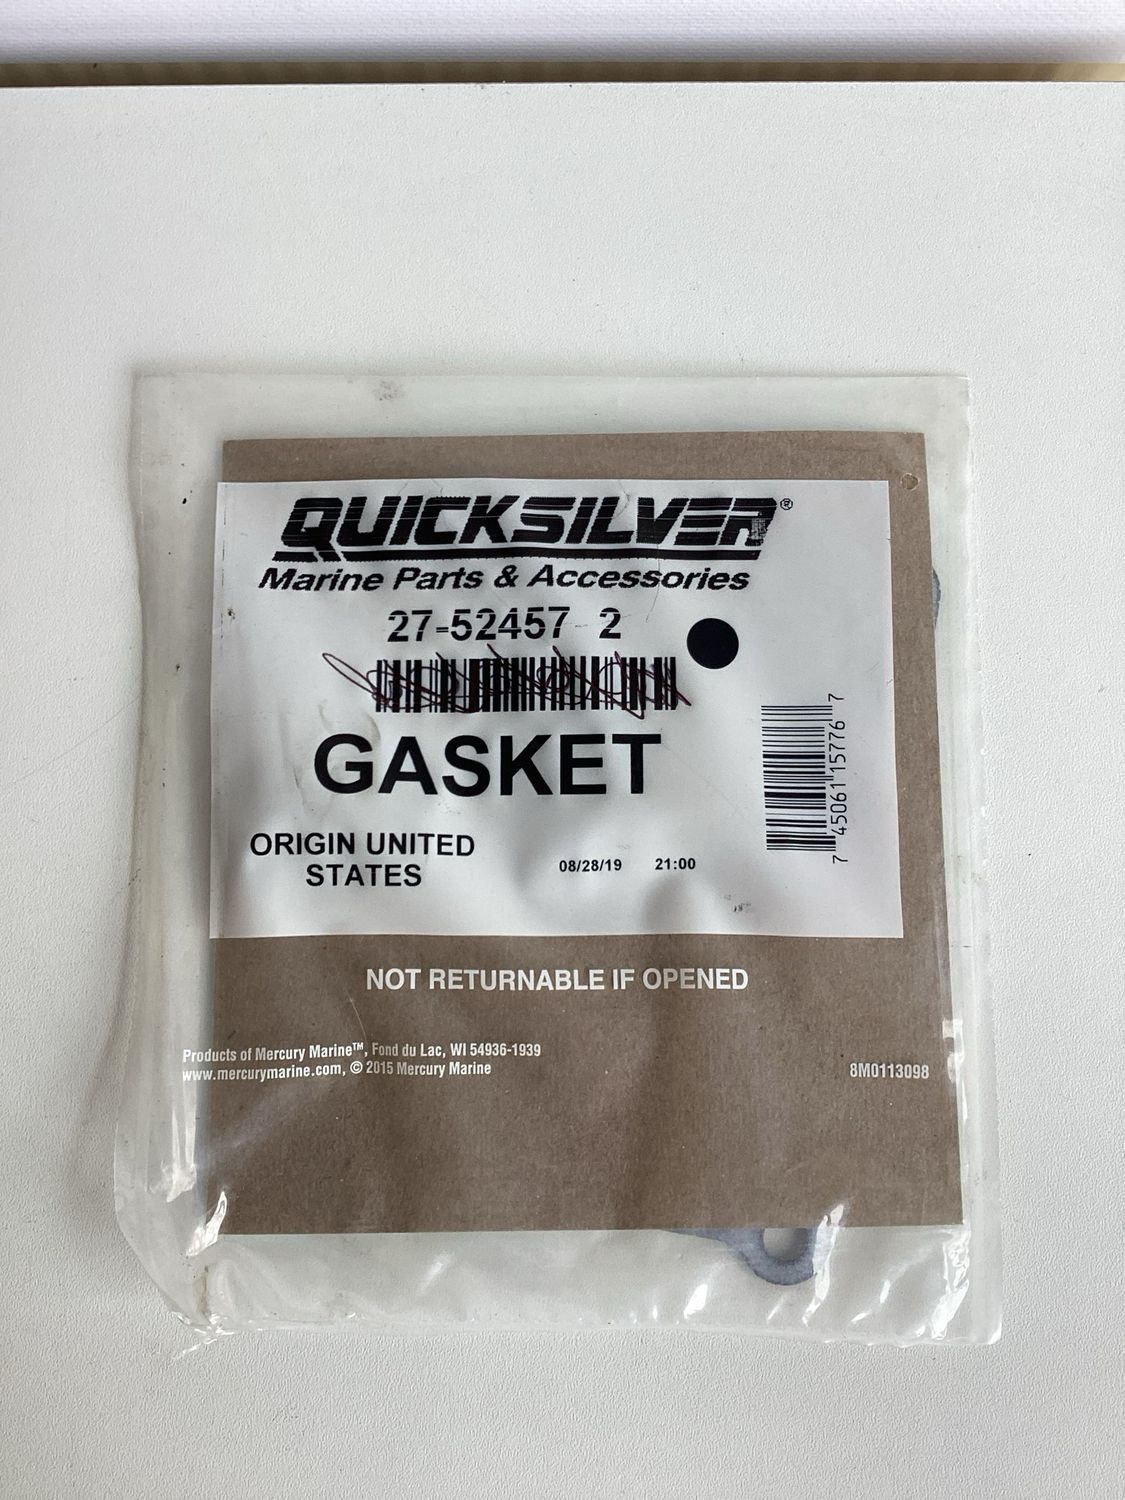 QUICKSILVER®
Marine Parts & Accessories
27-52457 2
GASKET
ORIGIN UNITED
STATES
08/28/19 21:00
7 45061 15776 7
NOT RETURNABLE IF OPENED
Products of Mercury Marine™, Fond du Lac, WI 54936-1939
www.mercurymarine.com, © 2015 Mercury Marine
8M0113098